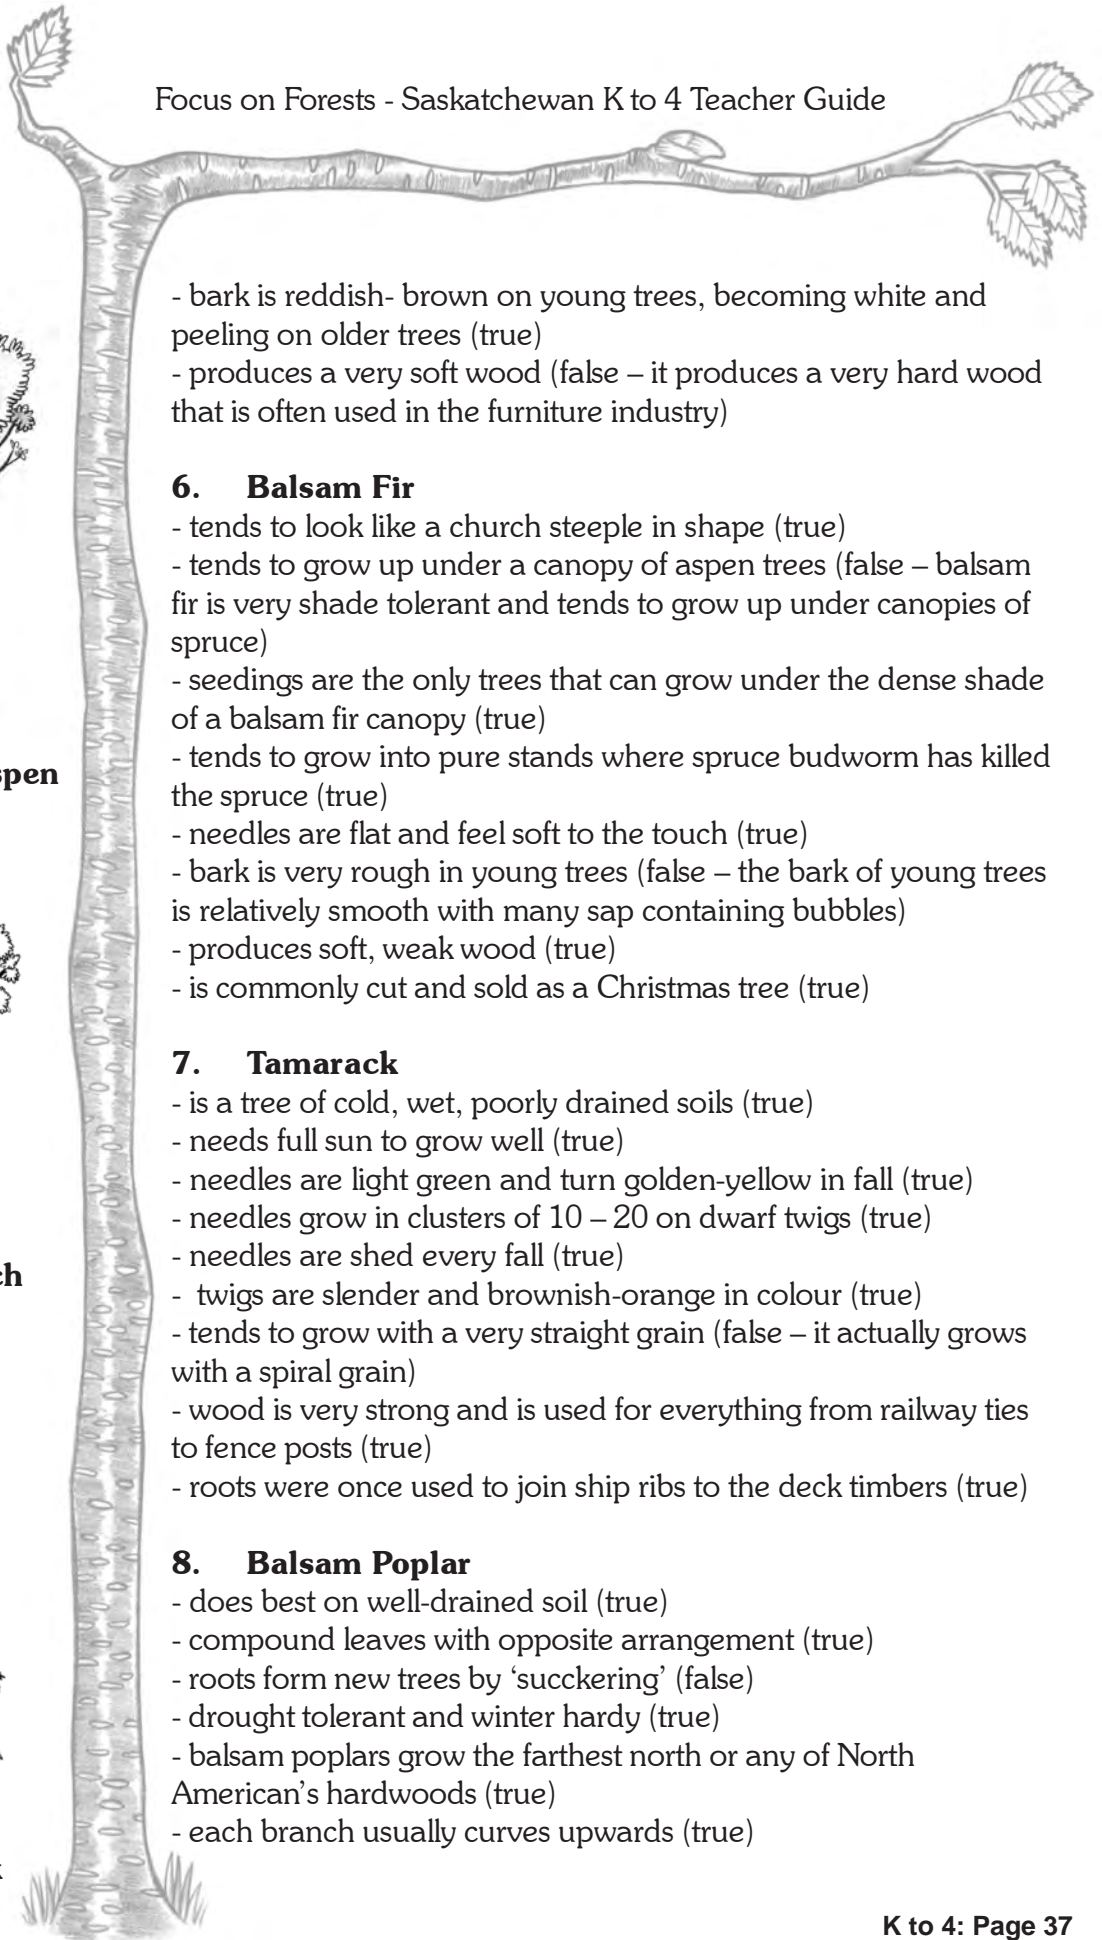 Focus on Forests - Saskatchewan K to 4 Teacher Guide
- bark is reddish- brown on young trees, becoming white and
peeling on older trees (true)
- produces a very soft wood (false – it produces a very hard wood
that is often used in the furniture industry)
6. Balsam Fir
- tends to look like a church steeple in shape (true)
- tends to grow up under a canopy of aspen trees (false – balsam
fir is very shade tolerant and tends to grow up under canopies of
spruce)
- seedings are the only trees that can grow under the dense shade
of a balsam fir canopy (true)
- tends to grow into pure stands where spruce budworm has killed
the spruce (true)
- needles are flat and feel soft to the touch (true)
- bark is very rough in young trees (false – the bark of young trees
is relatively smooth with many sap containing bubbles)
- produces soft, weak wood (true)
- is commonly cut and sold as a Christmas tree (true)
7. Tamarack
- is a tree of cold, wet, poorly drained soils (true)
- needs full sun to grow well (true)
- needles are light green and turn golden-yellow in fall (true)
- needles grow in clusters of 10 – 20 on dwarf twigs (true)
- needles are shed every fall (true)
- twigs are slender and brownish-orange in colour (true)
- tends to grow with a very straight grain (false – it actually grows
with a spiral grain)
- wood is very strong and is used for everything from railway ties
to fence posts (true)
- roots were once used to join ship ribs to the deck timbers (true)
8. Balsam Poplar
- does best on well-drained soil (true)
- compound leaves with opposite arrangement (true)
- roots form new trees by ‘succkering’ (false)
- drought tolerant and winter hardy (true)
- balsam poplars grow the farthest north or any of North
American’s hardwoods (true)
- each branch usually curves upwards (true)
spen
ch
K to 4: Page 37